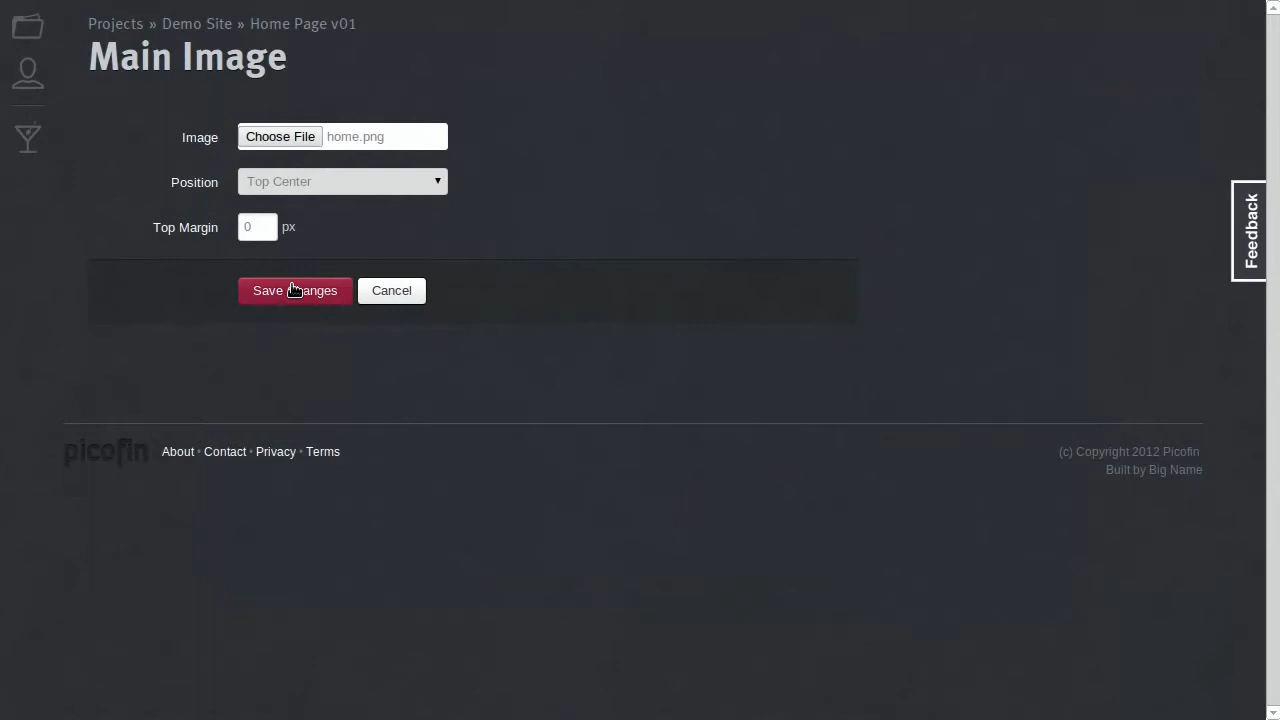 Projects » Demo Site » Home Page v01
Main Image
Image Choose File home.png
Position Top Center
Top Margin 0 px
Save Changes Cancel
Feedback
picofin About • Contact • Privacy • Terms
(c) Copyright 2012 Picofin
Built by Big Name